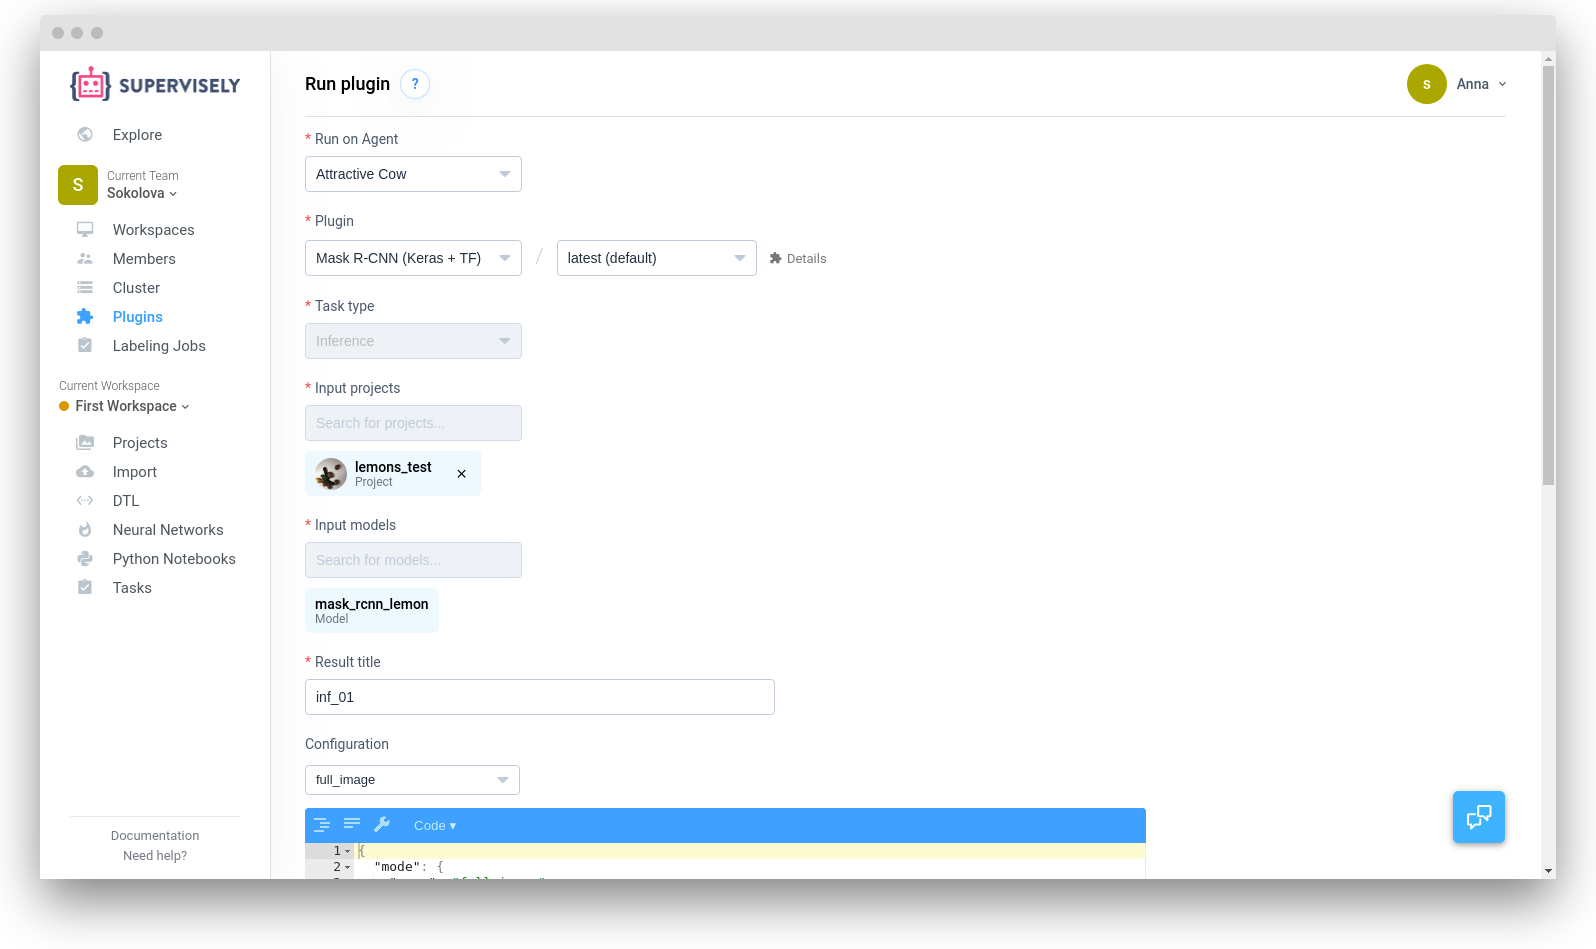 SUPERVISELY
Explore
S
Current Team
Sokolova
Workspaces
Members
Cluster
Plugins
Labeling Jobs
Current Workspace
First Workspace
Projects
Import
DTL
Neural Networks
Python Notebooks
Tasks
Documentation
Need help?
Run plugin ?
S Anna
* Run on Agent
Attractive Cow
* Plugin
Mask R-CNN (Keras + TF) / latest (default) Details
* Task type
Inference
* Input projects
Search for projects...
lemons_test ×
Project
* Input models
Search for models...
mask_rcnn_lemon
Model
* Result title
inf_01
Configuration
full_image
Code ▾
1 {
2 "mode": {